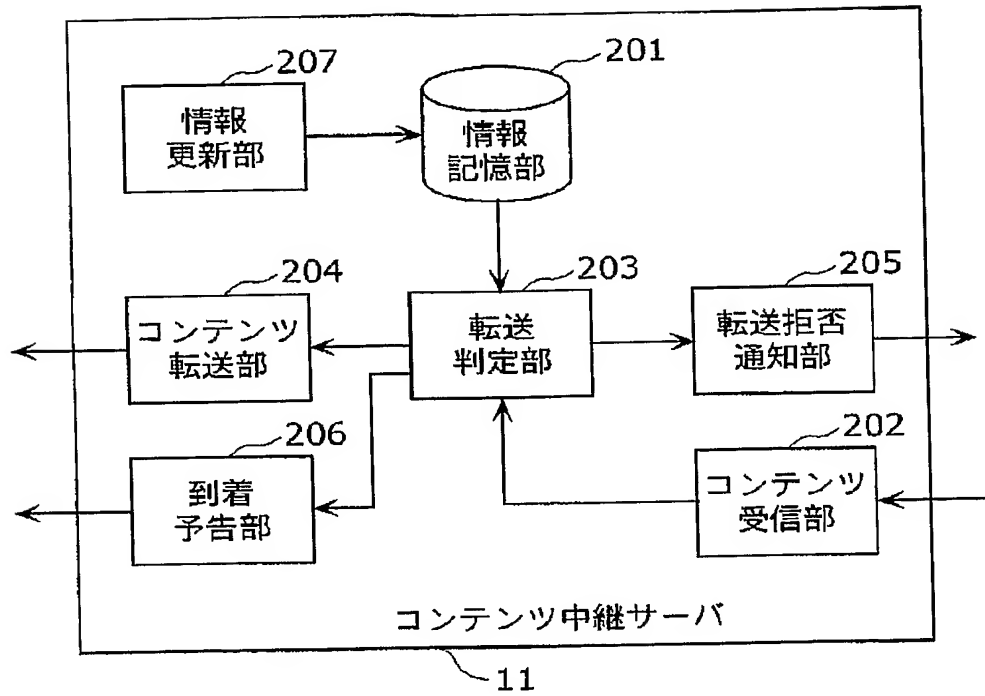 207
情報
更新部
201
情報
記憶部
204
コンテンツ
転送部
203
転送
判定部
205
転送拒否
通知部
206
到着
予告部
202
コンテンツ
受信部
コンテンツ中継サーバ
11